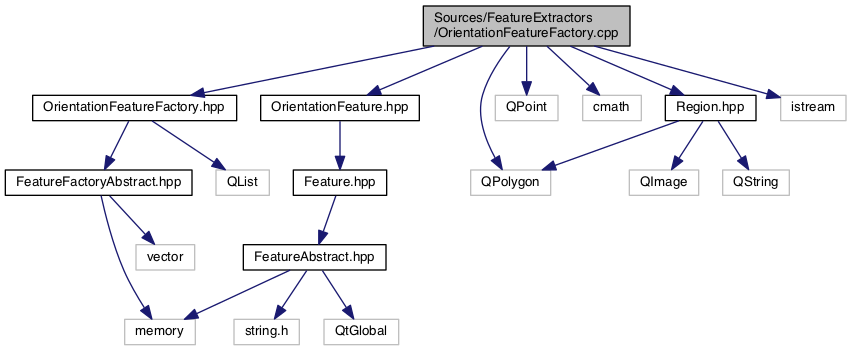 Sources/FeatureExtractors
/OrientationFeatureFactory.cpp
OrientationFeatureFactory.hpp
OrientationFeature.hpp
QPoint
cmath
Region.hpp
istream
FeatureFactoryAbstract.hpp
QList
Feature.hpp
QPolygon
QImage
QString
vector
FeatureAbstract.hpp
memory
string.h
QtGlobal